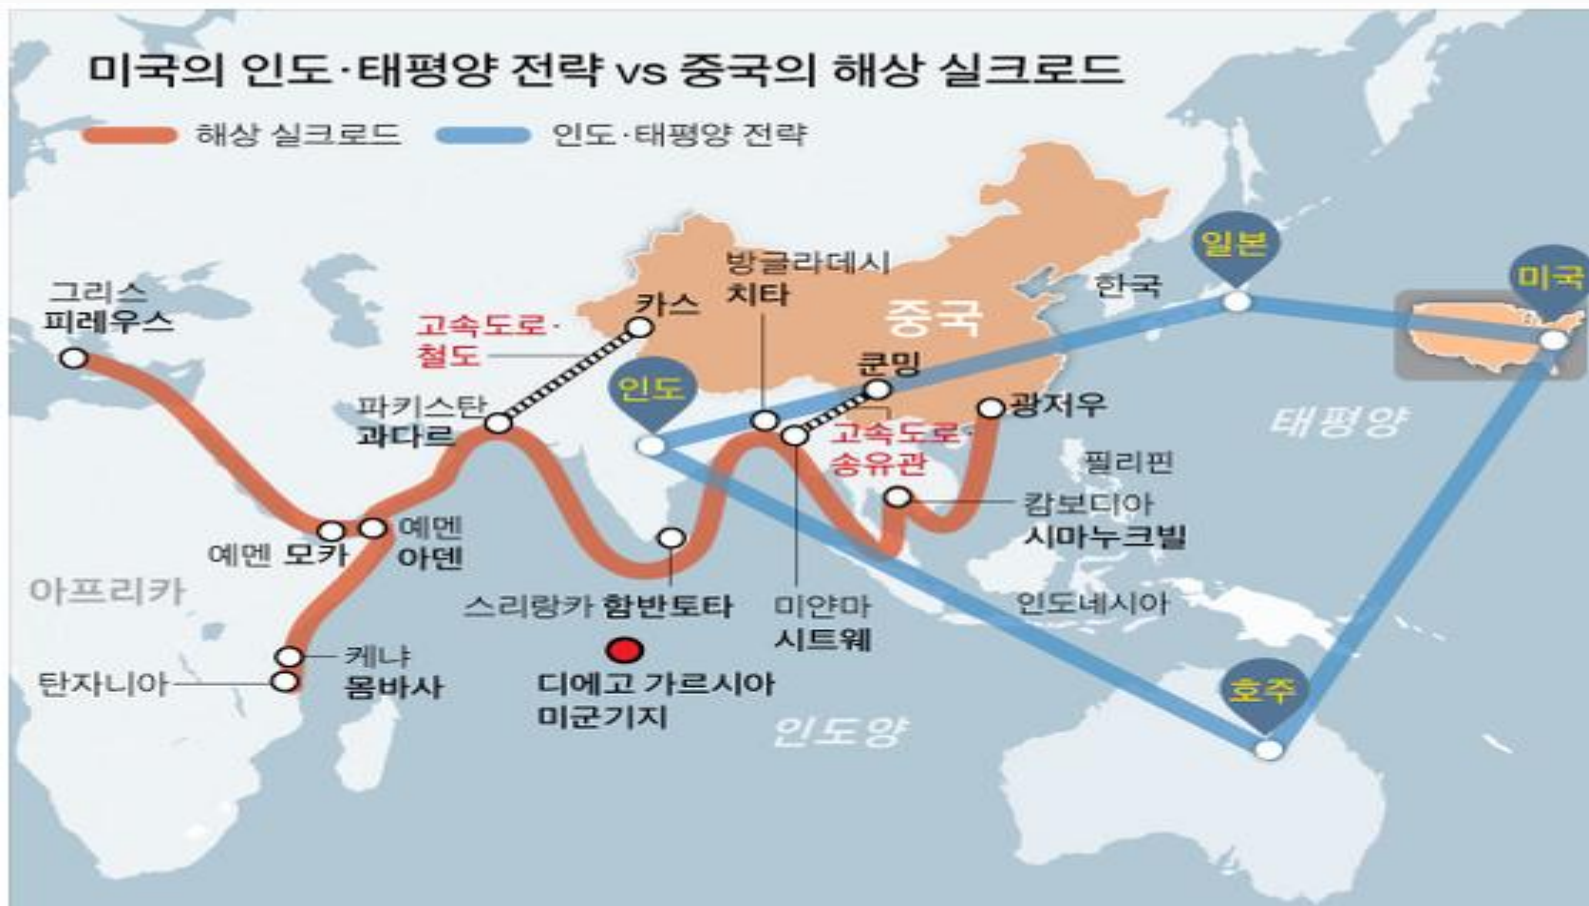 미국의 인도·태평양 전략 vs 중국의 해상 실크로드
해상 실크로드
인도·태평양 전략
그리스
피레우스
고속도로·
철도
카스
방글라데시
치타
중국
한국
일본
미국
인도
쿤밍
파키스탄
과다르
고속도로·
송유관
광저우
태평양
필리핀
캄보디아
시마누크빌
예멘 모카
예멘
아덴
아프리카
스리랑카 함반토타
미얀마
시트웨
인도네시아
케냐
몸바사
탄자니아
디에고 가르시아
미군기지
인도양
호주